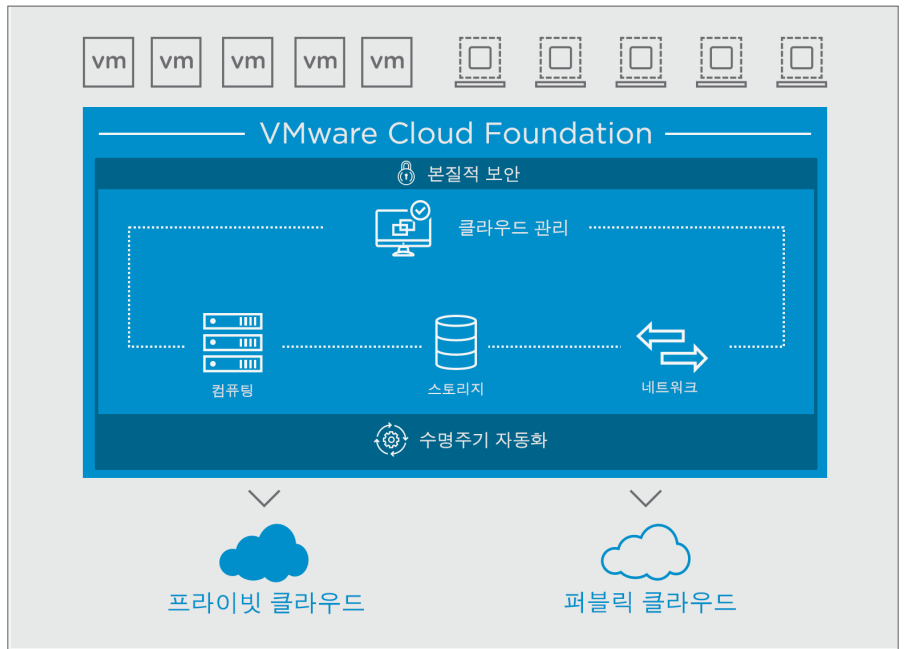 vm vm vm vm vm
VMware Cloud Foundation
본질적 보안
클라우드 관리
컴퓨팅 스토리지 네트워크
수명주기 자동화
프라이빗 클라우드 퍼블릭 클라우드